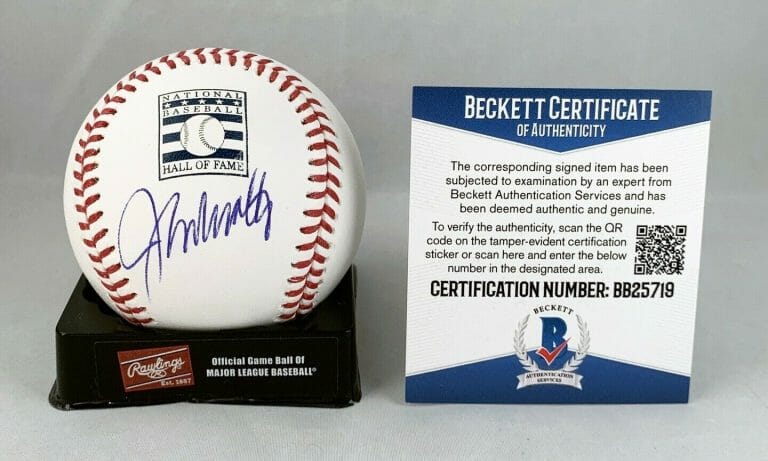 NATIONAL
BASEBALL
HALL OF FAME
Rawlings
Est. 1887
Official Game Ball Of
MAJOR LEAGUE BASEBALL®
BECKETT CERTIFICATE
OF AUTHENTICITY
The corresponding signed item has been
subjected to examination by an expert from
Beckett Authentication Services and has
been deemed authentic and genuine.
To verify the authenticity, scan the QR
code on the tamper-evident certification
sticker or scan here and enter the below
number in the designated area.
CERTIFICATION NUMBER: BB25719
BECKETT
B
AUTHENTICATION
SERVICES